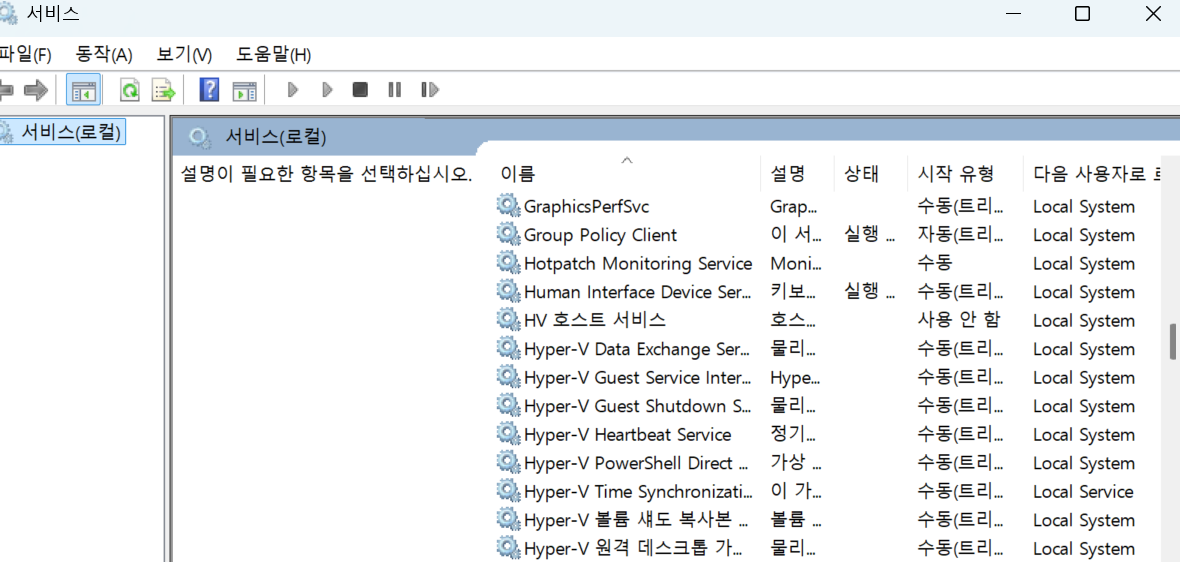 서비스
파일(F) 동작(A) 보기(V) 도움말(H)
서비스(로컬)
서비스(로컬)
설명이 필요한 항목을 선택하십시오.
이름 설명 상태 시작 유형 다음 사용자로
GraphicsPerfSvc Grap... 수동(트리... Local System
Group Policy Client 이 서... 실행 ... 자동(트리... Local System
Hotpatch Monitoring Service Moni... 수동 Local System
Human Interface Device Ser... 키보... 실행 ... 수동(트리... Local System
HV 호스트 서비스 호스... 사용 안 함 Local System
Hyper-V Data Exchange Ser... 물리... 수동(트리... Local System
Hyper-V Guest Service Inter... Hype... 수동(트리... Local System
Hyper-V Guest Shutdown S... 물리... 수동(트리... Local System
Hyper-V Heartbeat Service 정기... 수동(트리... Local System
Hyper-V PowerShell Direct ... 가상 ... 수동(트리... Local System
Hyper-V Time Synchronizati... 이 가... 수동(트리... Local Service
Hyper-V 볼륨 섀도 복사본 ... 볼륨 ... 수동(트리... Local System
Hyper-V 원격 데스크톱 가... 물리... 수동(트리... Local System